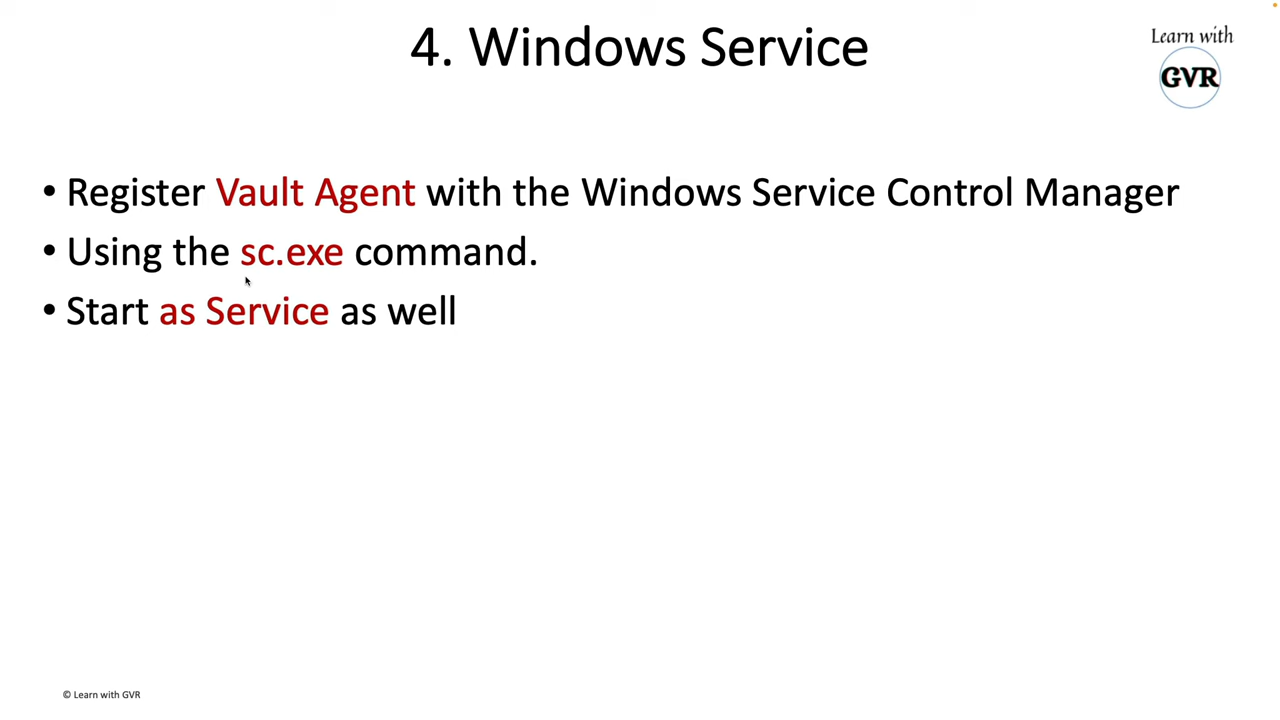 4. Windows Service
Learn with
GVR
• Register Vault Agent with the Windows Service Control Manager
• Using the sc.exe command.
• Start as Service as well
© Learn with GVR